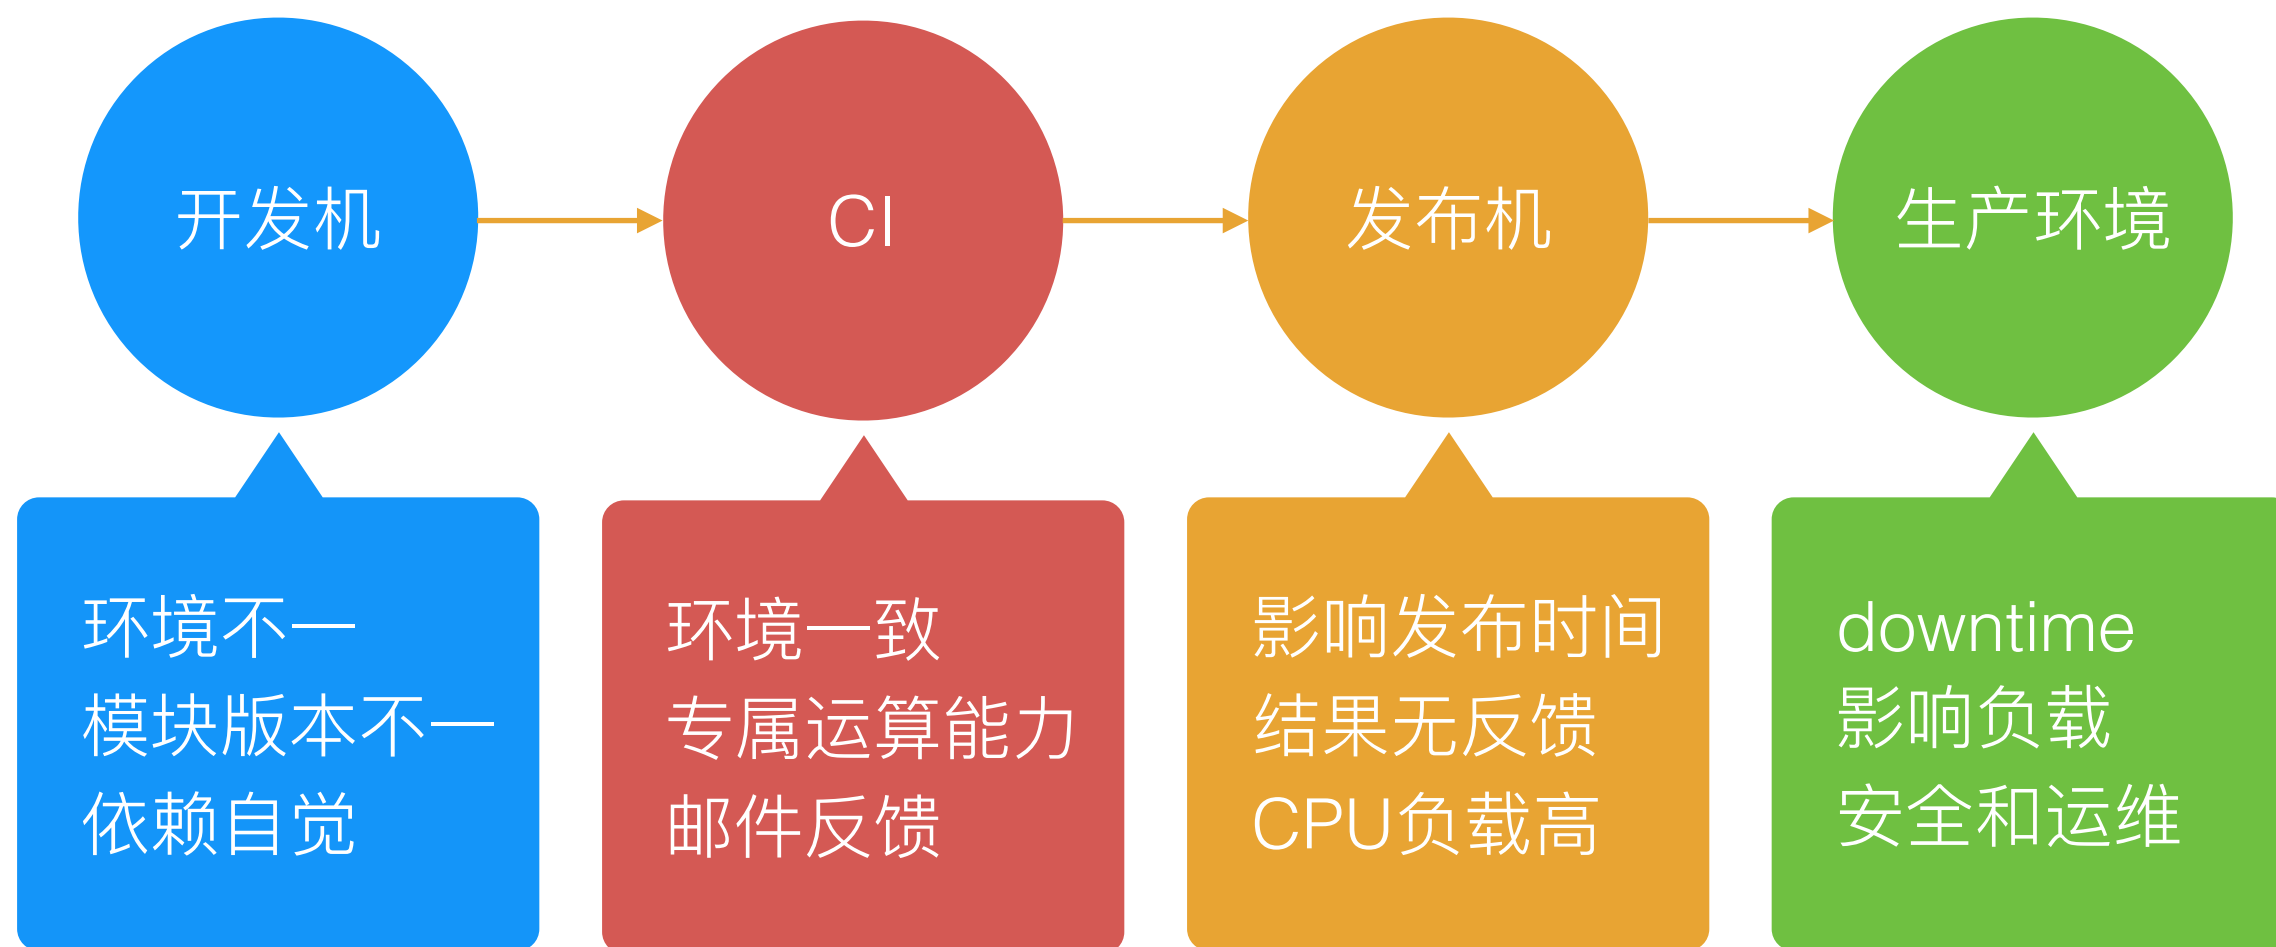 开发机
CI
发布机
生产环境
环境不一
模块版本不一
依赖自觉
环境一致
专属运算能力
邮件反馈
影响发布时间
结果无反馈
CPU负载高
downtime
影响负载
安全和运维